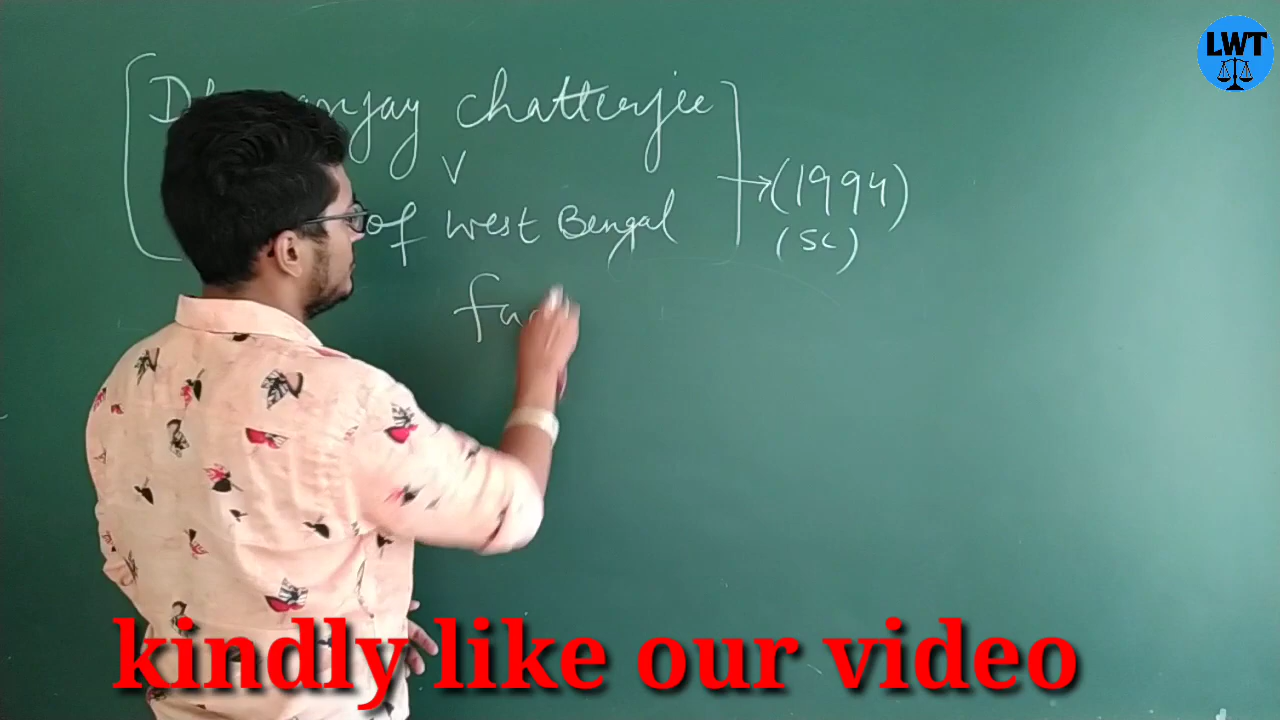 LWT
chatterjee
V
of West Bengal
(1994)
(SC)
kindly like our video